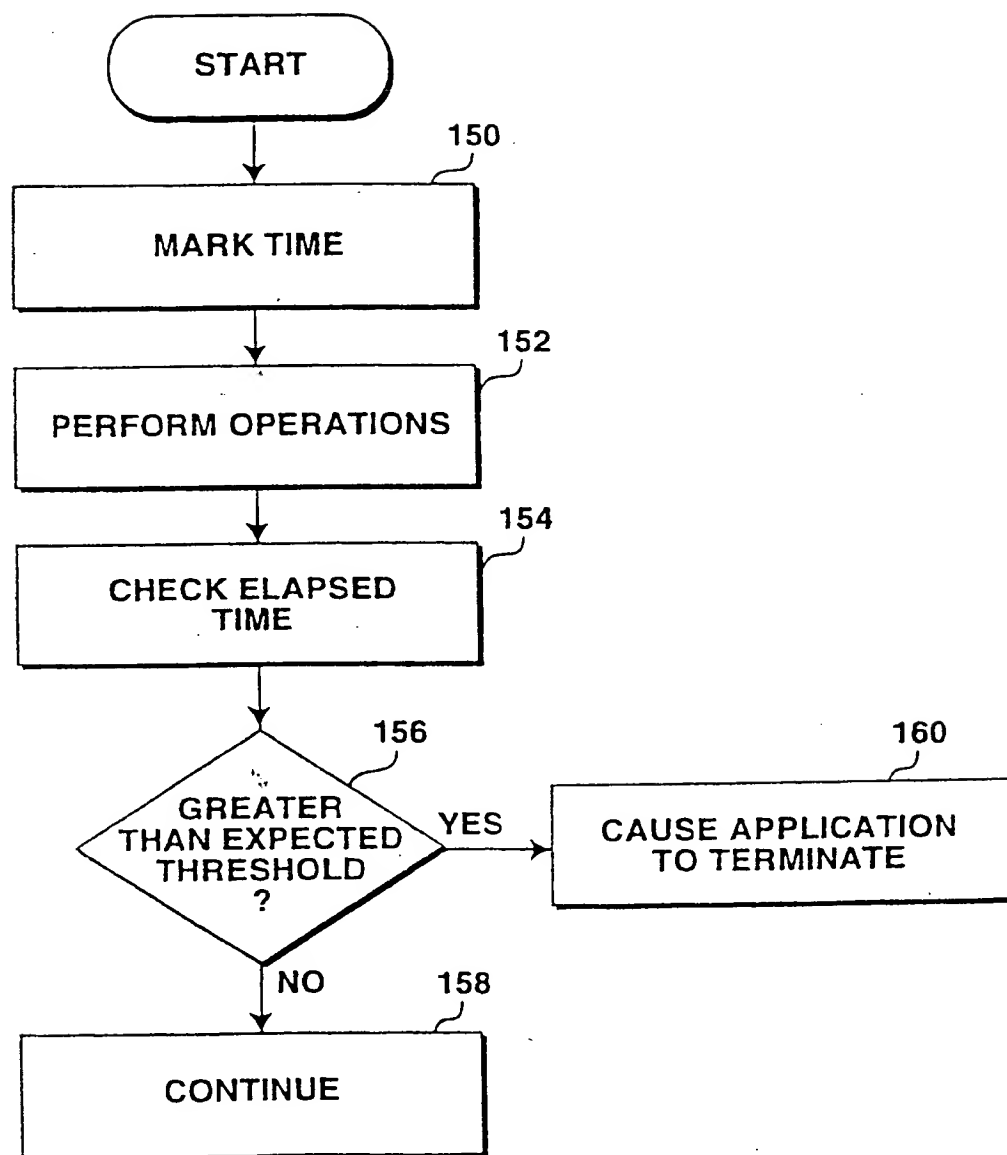 START
150
MARK TIME
152
PERFORM OPERATIONS
154
CHECK ELAPSED
TIME
156
GREATER
THAN EXPECTED
THRESHOLD
?
YES
160
CAUSE APPLICATION
TO TERMINATE
NO
158
CONTINUE